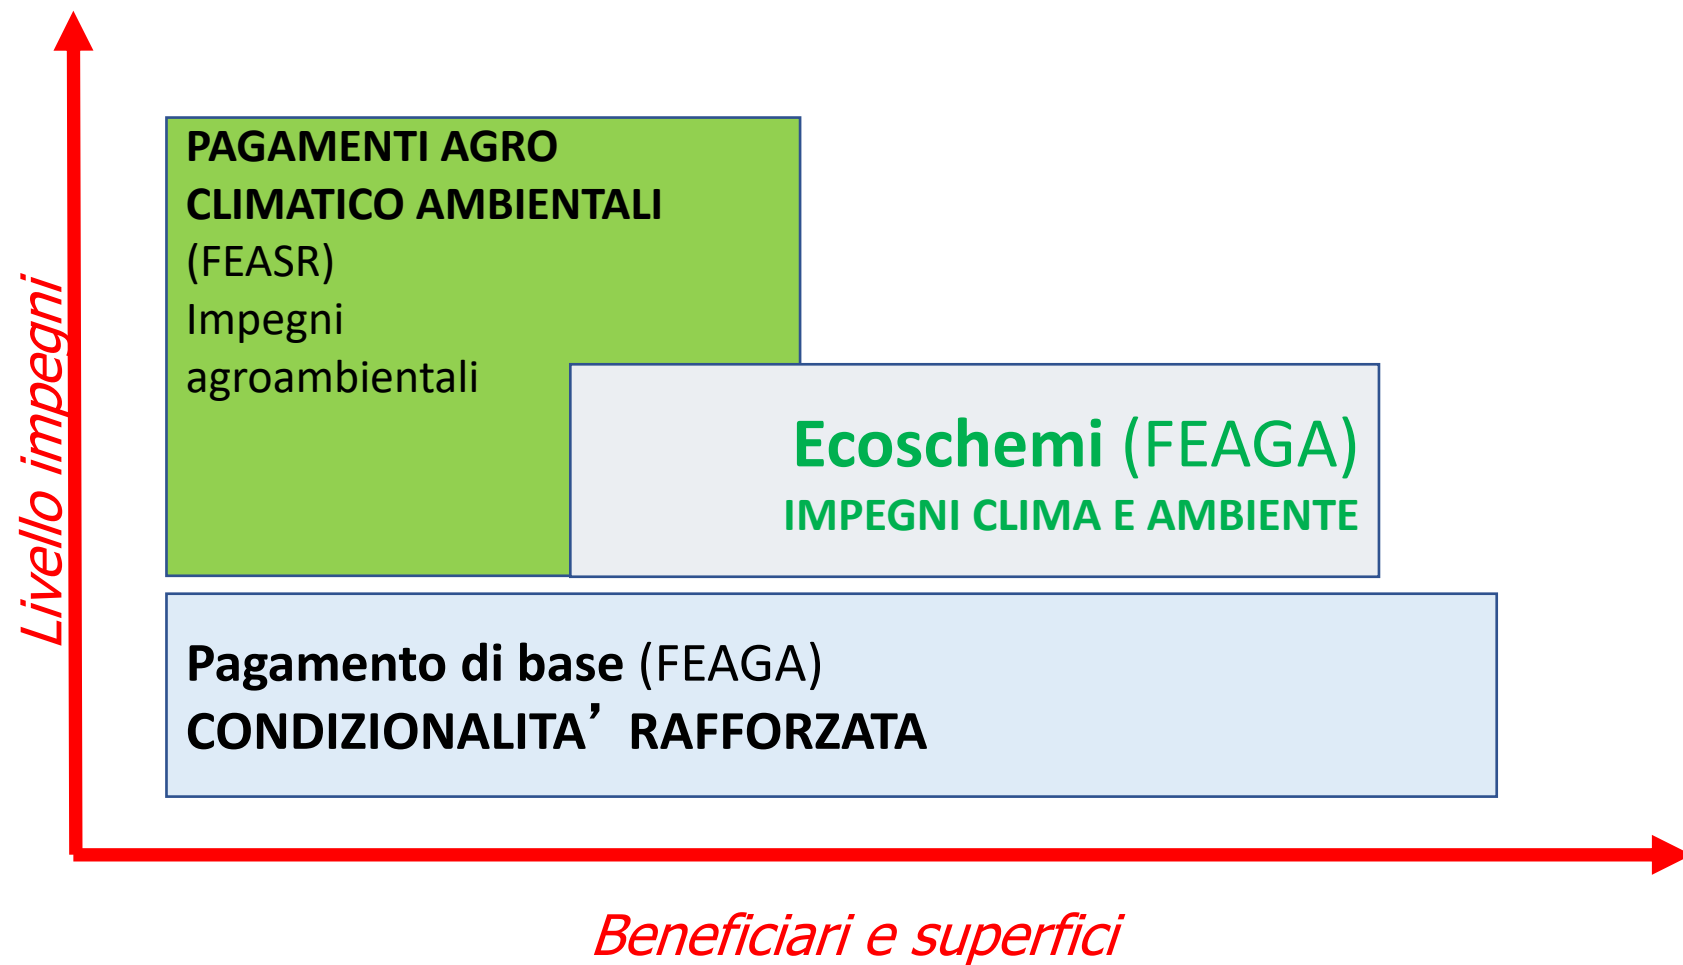 Livello impegni
PAGAMENTI AGRO
CLIMATICO AMBIENTALI
(FEASR)
Impegni
agroambientali
Ecoschemi (FEAGA)
IMPEGNI CLIMA E AMBIENTE
Pagamento di base (FEAGA)
CONDIZIONALITA’ RAFFORZATA
Beneficiari e superfici